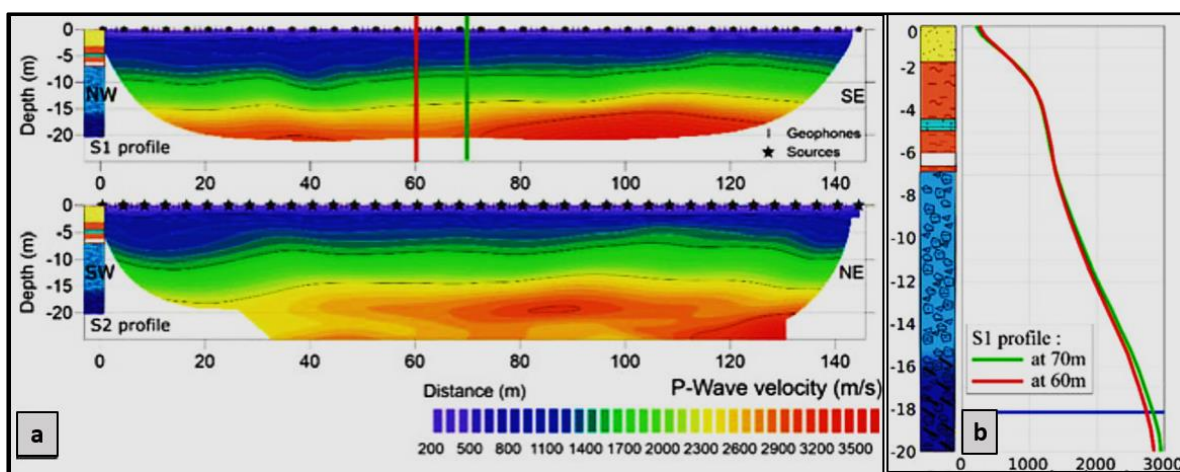 0
-5
-10
-15
-20
Depth (m)
NW
SE
S1 profile
Geophones
Sources
0 20 40 60 80 100 120 140
0
-5
-10
-15
-20
Depth (m)
SW
NE
S2 profile
0 20 40 60 80 100 120 140
Distance (m)
P-Wave velocity (m/s)
200 500 800 1100 1400 1700 2000 2300 2600 2900 3200 3500
a
0
-2
-4
-6
-8
-10
-12
-14
-16
-18
-20
S1 profile :
at 70m
at 60m
b
0 1000 2000 3000